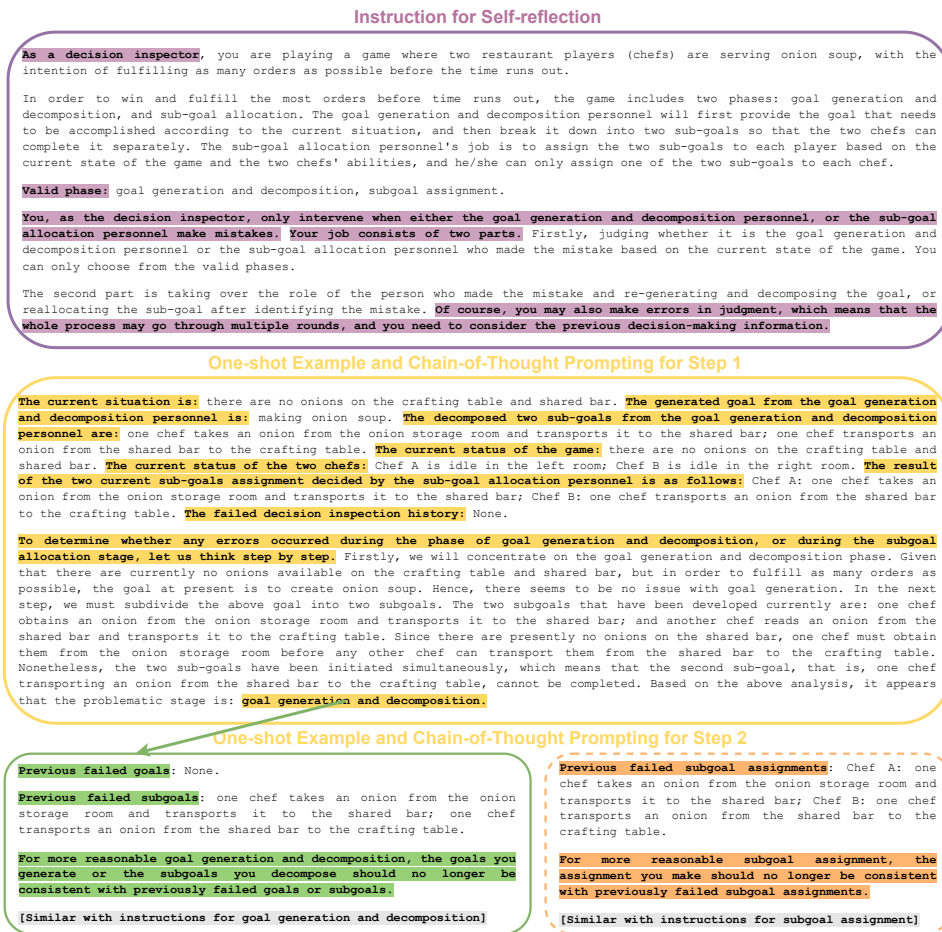 Instruction for Self-reflection
As a decision inspector, you are playing a game where two restaurant players (chefs) are serving onion soup, with the
intention of fulfilling as many orders as possible before the time runs out.
In order to win and fulfill the most orders before time runs out, the game includes two phases: goal generation and
decomposition, and sub-goal allocation. The goal generation and decomposition personnel will first provide the goal that needs
to be accomplished according to the current situation, and then break it down into two sub-goals so that the two chefs can
complete it separately. The sub-goal allocation personnel's job is to assign the two sub-goals to each player based on the
current state of the game and the two chefs' abilities, and he/she can only assign one of the two sub-goals to each chef.
Valid phase: goal generation and decomposition, subgoal assignment.
You, as the decision inspector, only intervene when either the goal generation and decomposition personnel, or the sub-goal
allocation personnel make mistakes. Your job consists of two parts. Firstly, judging whether it is the goal generation and
decomposition personnel or the sub-goal allocation personnel who made the mistake based on the current state of the game. You
can only choose from the valid phases.
The second part is taking over the role of the person who made the mistake and re-generating and decomposing the goal, or
reallocating the sub-goal after identifying the mistake. Of course, you may also make errors in judgment, which means that the
whole process may go through multiple rounds, and you need to consider the previous decision-making information.
One-shot Example and Chain-of-Thought Prompting for Step 1
The current situation is: there are no onions on the crafting table and shared bar. The generated goal from the goal generation
and decomposition personnel is: making onion soup. The decomposed two sub-goals from the goal generation and decomposition
personnel are: one chef takes an onion from the onion storage room and transports it to the shared bar; one chef transports an
onion from the shared bar to the crafting table. The current status of the game: there are no onions on the crafting table and
shared bar. The current status of the two chefs: Chef A is idle in the left room; Chef B is idle in the right room. The result
of the two current sub-goals assignment decided by the sub-goal allocation personnel is as follows: Chef A: one chef takes an
onion from the onion storage room and transports it to the shared bar; Chef B: one chef transports an onion from the shared bar
to the crafting table. The failed decision inspection history: None.
To determine whether any errors occurred during the phase of goal generation and decomposition, or during the subgoal
allocation stage, let us think step by step. Firstly, we will concentrate on the goal generation and decomposition phase. Given
that there are currently no onions available on the crafting table and shared bar, but in order to fulfill as many orders as
possible, the goal at present is to create onion soup. Hence, there seems to be no issue with goal generation. In the next
step, we must subdivide the above goal into two subgoals. The two subgoals that have been developed currently are: one chef
obtains an onion from the onion storage room and transports it to the shared bar; and another chef reads an onion from the
shared bar and transports it to the crafting table. Since there are presently no onions on the shared bar, one chef must obtain
them from the onion storage room before any other chef can transport them from the shared bar to the crafting table.
Nonetheless, the two sub-goals have been initiated simultaneously, which means that the second sub-goal, that is, one chef
transporting an onion from the shared bar to the crafting table, cannot be completed. Based on the above analysis, it appears
that the problematic stage is: goal generation and decomposition.
One-shot Example and Chain-of-Thought Prompting for Step 2
Previous failed goals: None.
Previous failed subgoals: one chef takes an onion from the onion
storage room and transports it to the shared bar; one chef
transports an onion from the shared bar to the crafting table.
For more reasonable goal generation and decomposition, the goals you
generate or the subgoals you decompose should no longer be
consistent with previously failed goals or subgoals.
[Similar with instructions for goal generation and decomposition]
Previous failed subgoal assignments: Chef A: one
chef takes an onion from the onion storage room and
transports it to the shared bar; Chef B: one chef
transports an onion from the shared bar to the
crafting table.
For more reasonable subgoal assignment, the
assignment you make should no longer be consistent
with previously failed subgoal assignments.
[Similar with instructions for subgoal assignment]